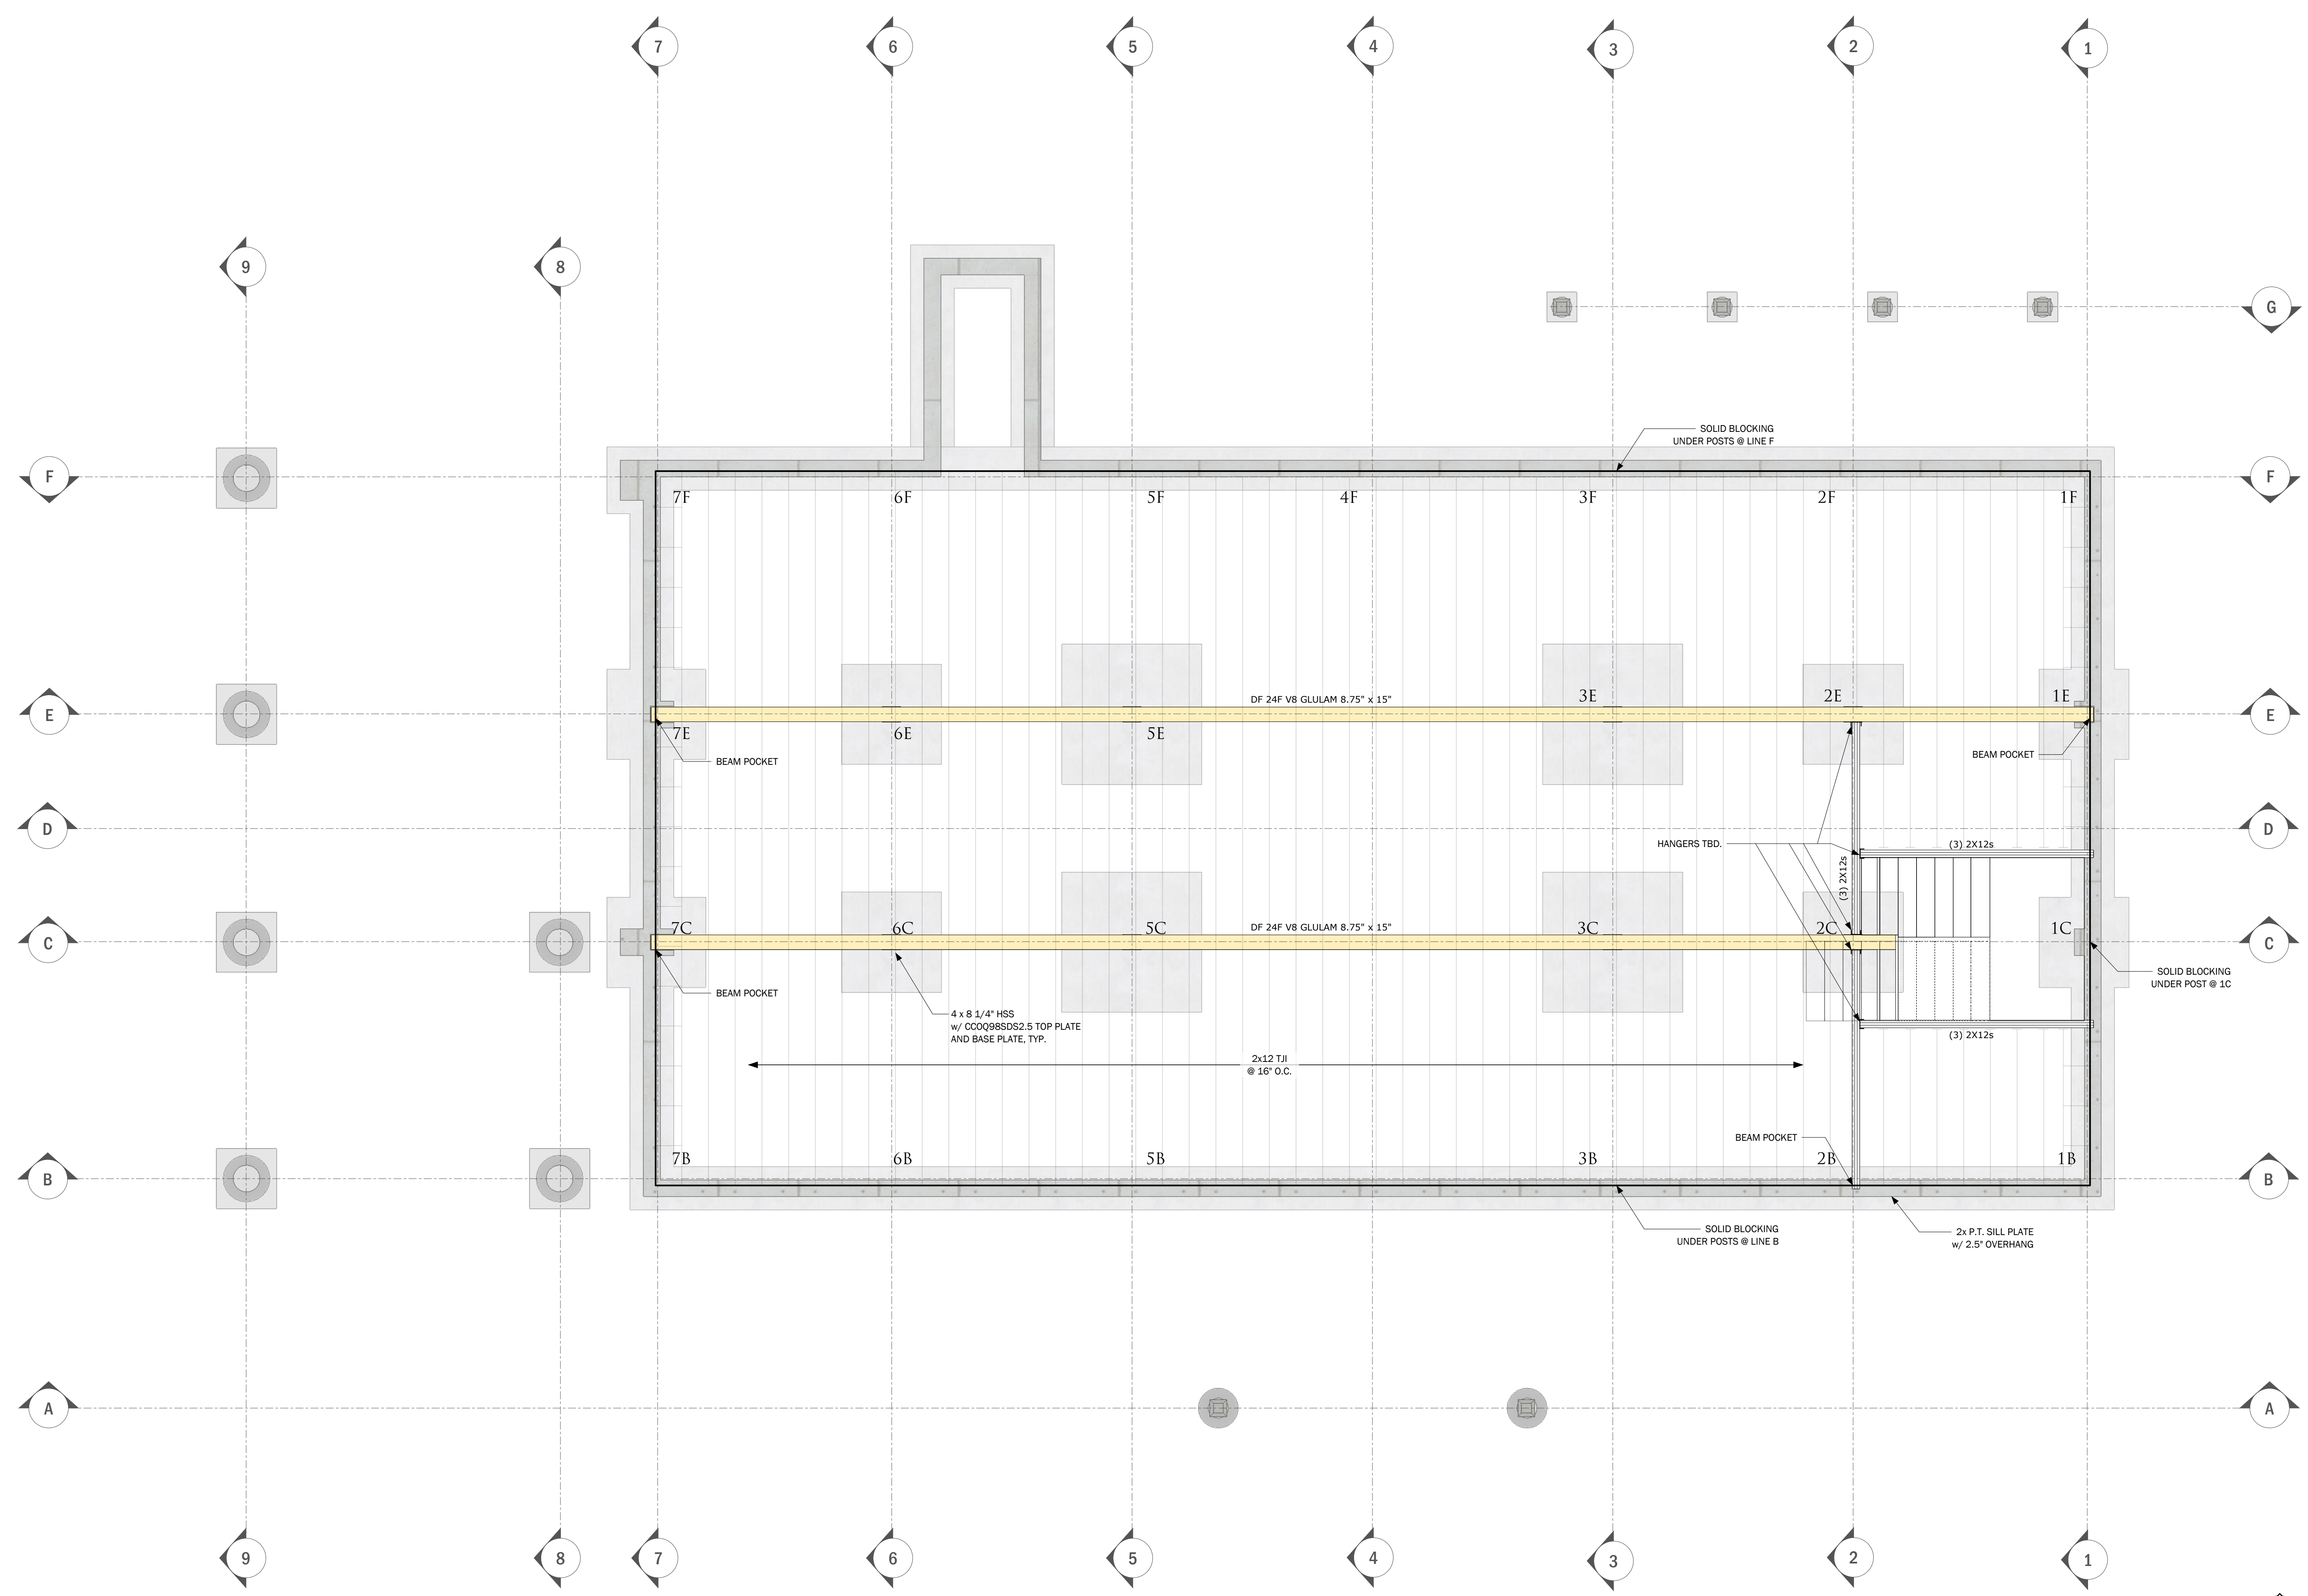 7
6
5
4
3
2
1
9
8
G
SOLID BLOCKING
UNDER POSTS @ LINE F
F
F
7F
6F
5F
4F
3F
2F
1F
DF 24F V8 GLULAM 8.75" x 15"
3E
2E
1E
E
E
7E
6E
5E
BEAM POCKET
BEAM POCKET
D
D
HANGERS TBD.
(3) 2X12s
(3) 2X12s
7C
6C
5C
DF 24F V8 GLULAM 8.75" x 15"
3C
2C
1C
C
C
SOLID BLOCKING
UNDER POST @ 1C
BEAM POCKET
4 x 8 1/4" HSS
w/ CCOQ98SDS2.5 TOP PLATE
AND BASE PLATE, TYP.
(3) 2X12s
2x12 TJI
@ 16" O.C.
BEAM POCKET
7B
6B
5B
3B
2B
1B
B
B
SOLID BLOCKING
UNDER POSTS @ LINE B
2x P.T. SILL PLATE
w/ 2.5" OVERHANG
A
A
9
8
7
6
5
4
3
2
1